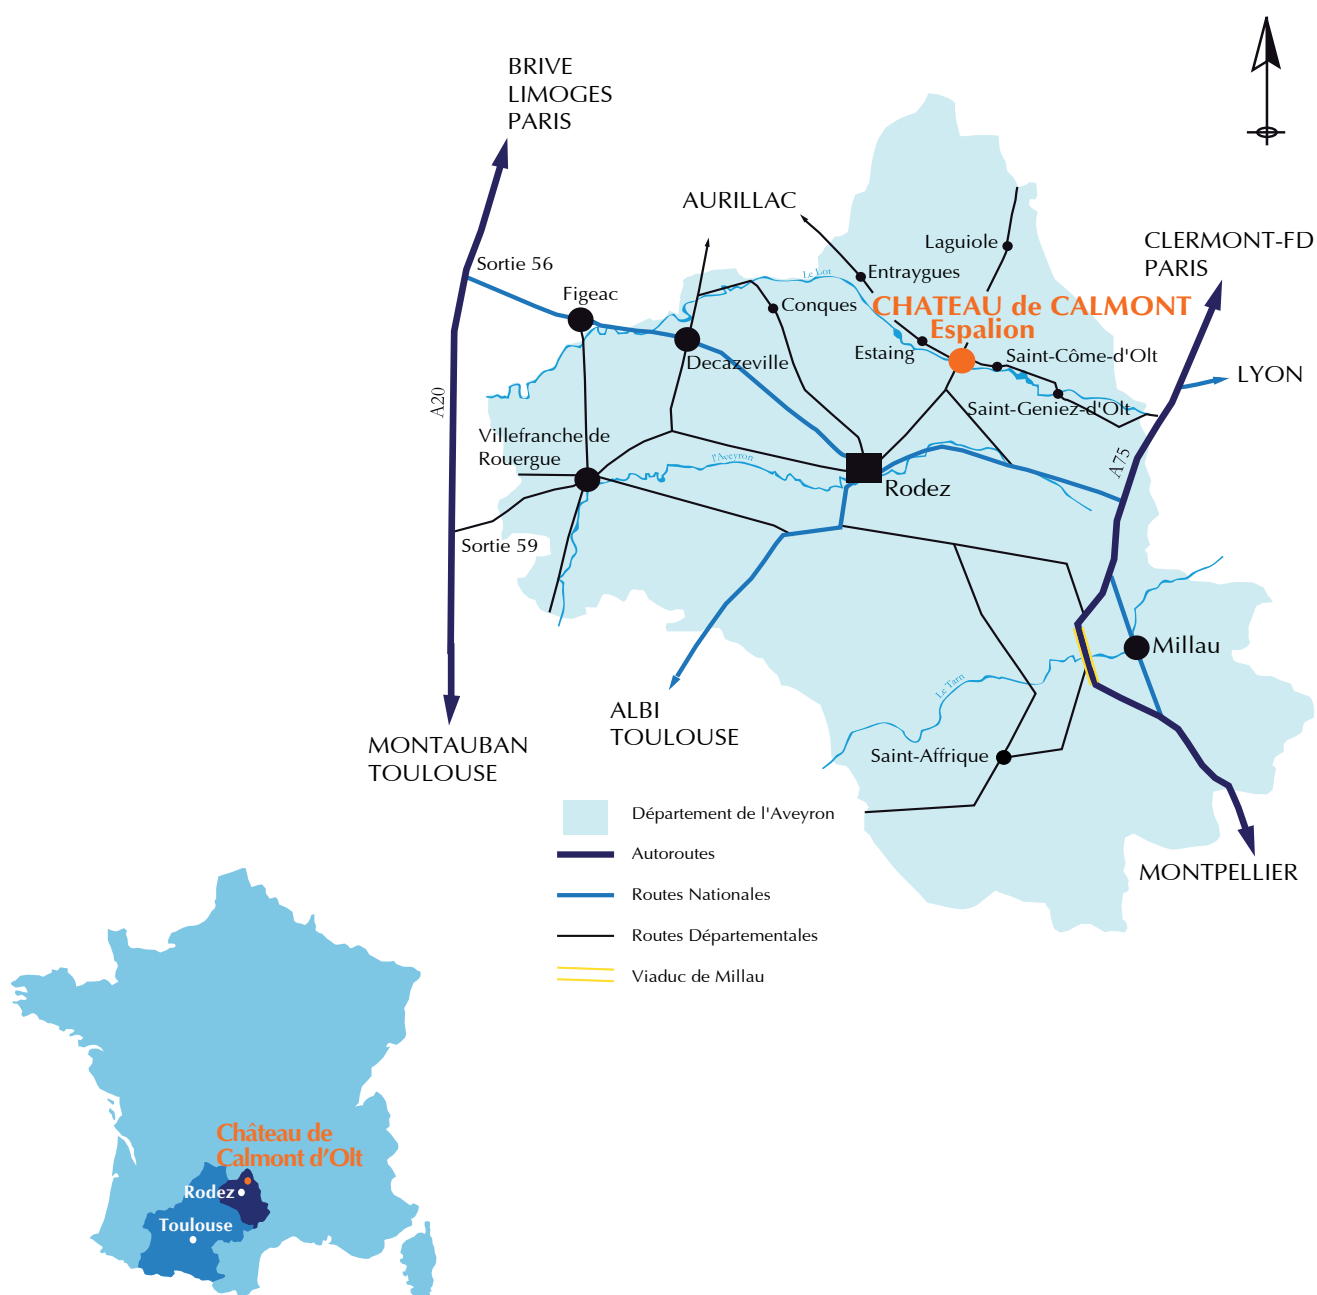 BRIVE
LIMOGES
PARIS
AURILLAC
CLERMONT-FD
PARIS
Laguiole
Sortie 56
Entraygues
Le Lot
Figeac
Conques
CHATEAU de CALMONT
Espalion
Estaing
Saint-Côme-d'Olt
Decazeville
LYON
A20
Saint-Geniez-d'Olt
Villefranche de
Rouergue
l'Aveyron
A75
Rodez
Sortie 59
Millau
Le Tarn
ALBI
TOULOUSE
MONTAUBAN
TOULOUSE
Saint-Affrique
MONTPELLIER
Département de l'Aveyron
Autoroutes
Routes Nationales
Routes Départementales
Viaduc de Millau
Château de
Calmont d’Olt
Rodez
Toulouse